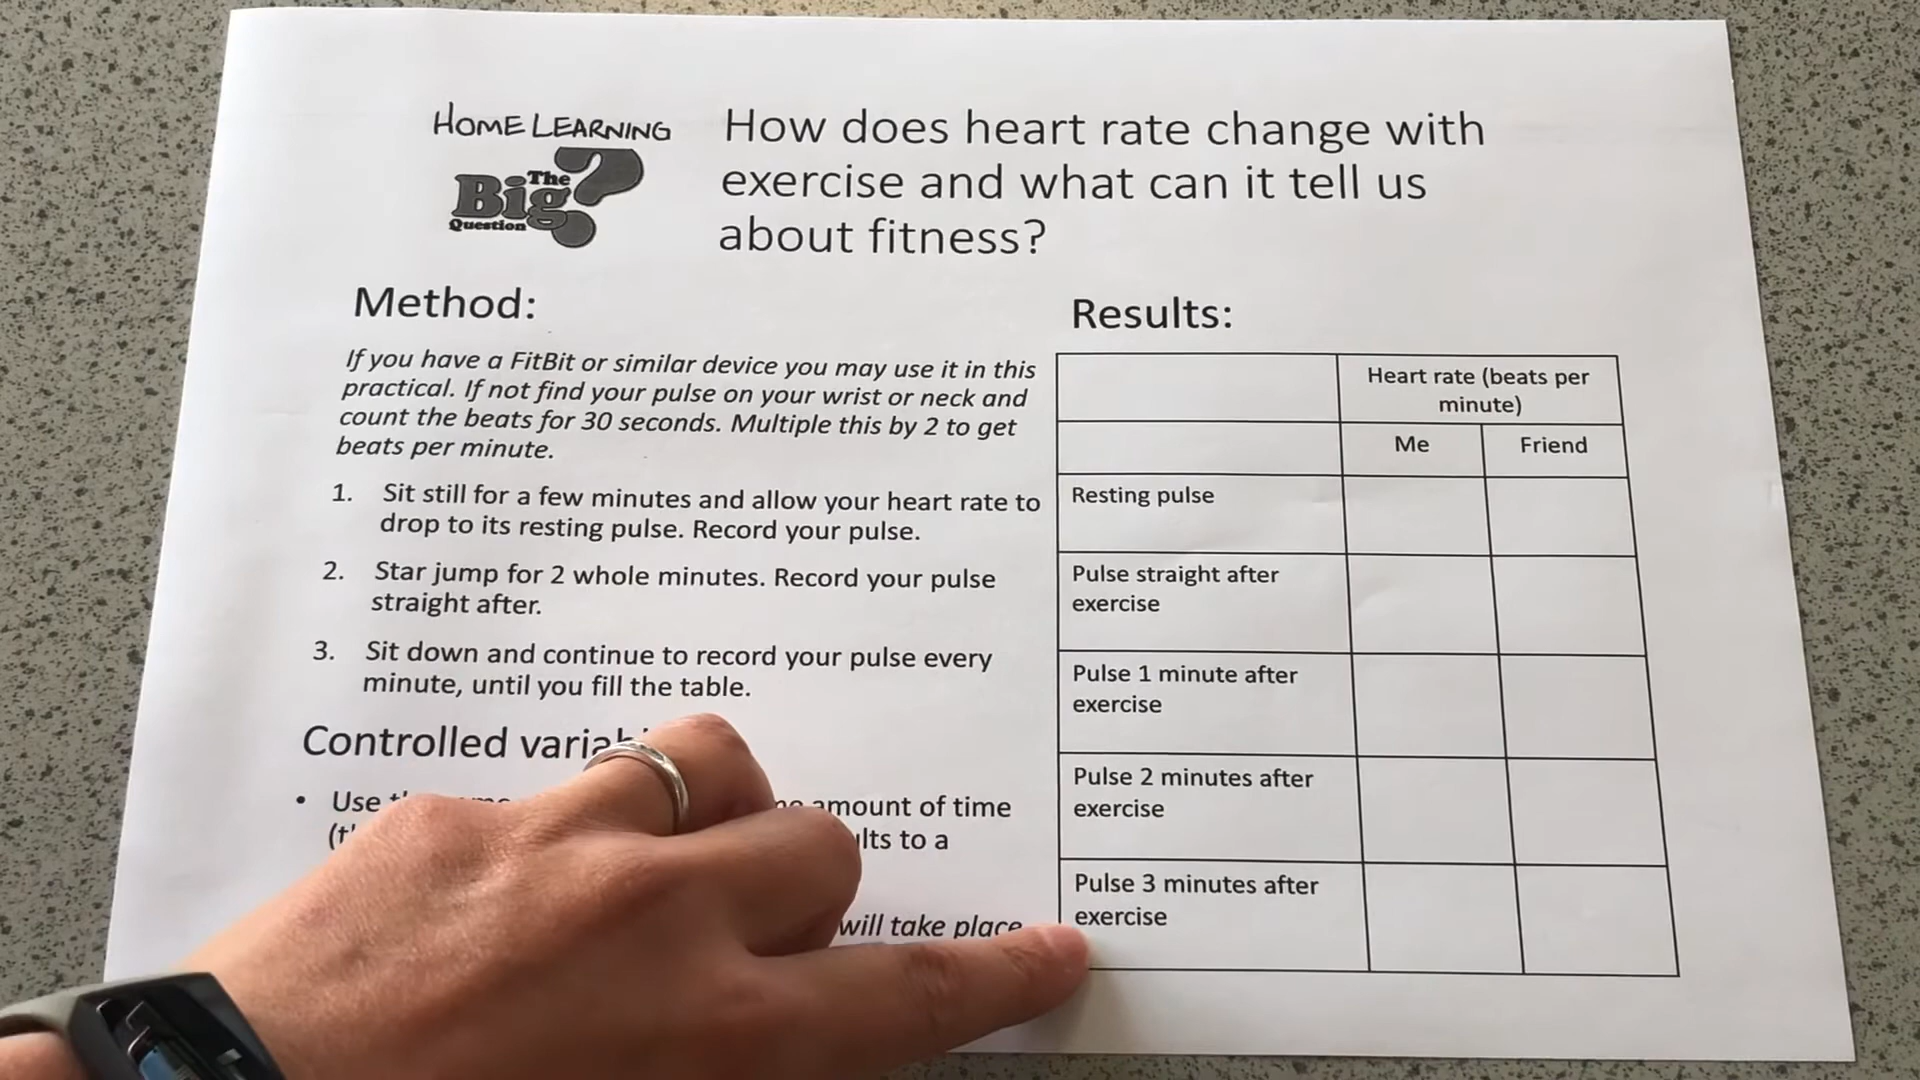 HOME LEARNING
The
Big
Question
?
How does heart rate change with
exercise and what can it tell us
about fitness?
Method:
If you have a FitBit or similar device you may use it in this
practical. If not find your pulse on your wrist or neck and
count the beats for 30 seconds. Multiple this by 2 to get
beats per minute.
1. Sit still for a few minutes and allow your heart rate to
drop to its resting pulse. Record your pulse.
2. Star jump for 2 whole minutes. Record your pulse
straight after.
3. Sit down and continue to record your pulse every
minute, until you fill the table.
Controlled
• Use amount of time
to a
will take place
Results:
Heart rate (beats per
minute)
Me Friend
Resting pulse
Pulse straight after
exercise
Pulse 1 minute after
exercise
Pulse 2 minutes after
exercise
Pulse 3 minutes after
exercise